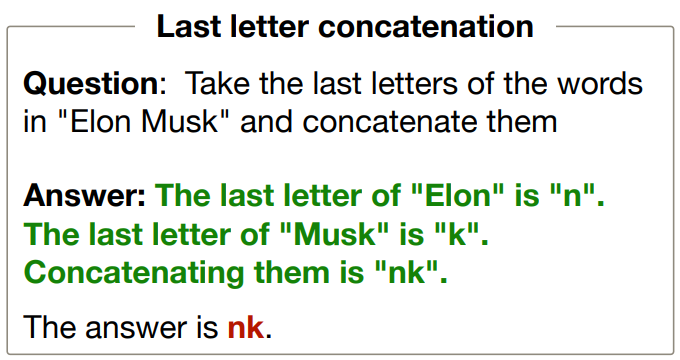 Last letter concatenation
Question:  Take the last letters of the words
in "Elon Musk" and concatenate them
Answer: The last letter of "Elon" is "n".
The last letter of "Musk" is "k".
Concatenating them is "nk".
The answer is nk.